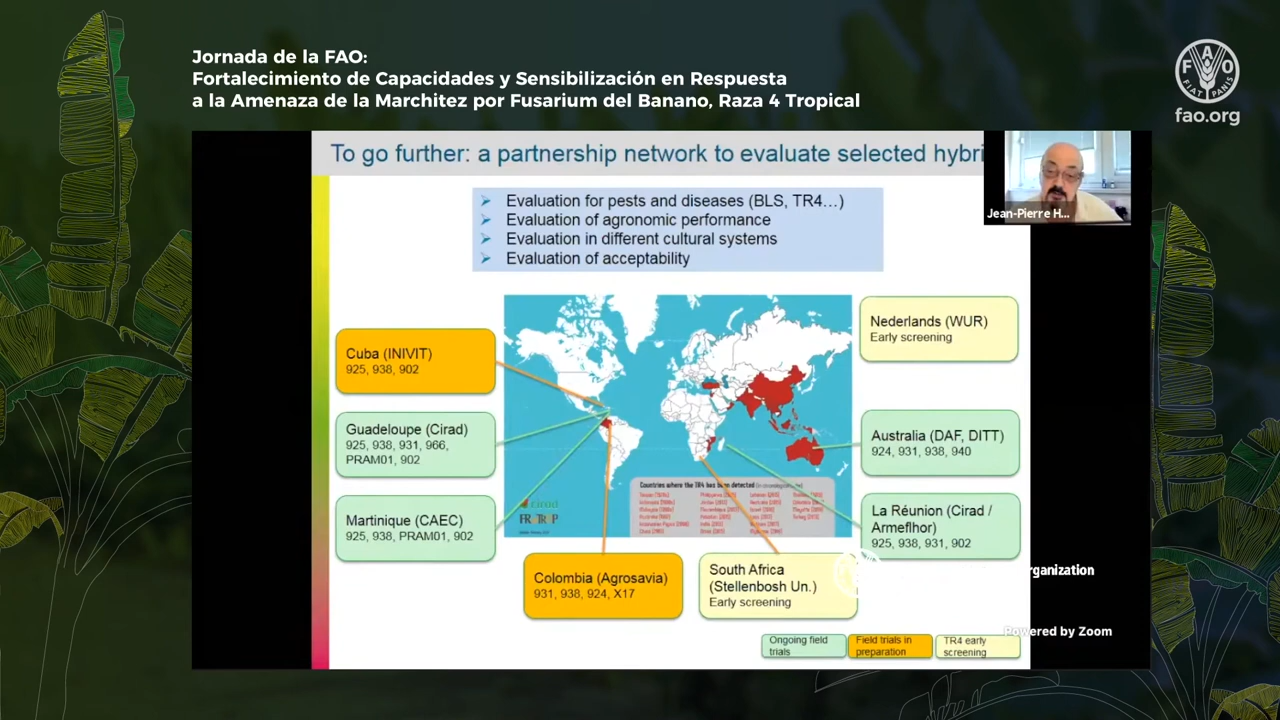 Jornada de la FAO:
Fortalecimiento de Capacidades y Sensibilización en Respuesta
a la Amenaza de la Marchitez por Fusarium del Banano, Raza 4 Tropical
FAO
FIAT PANIS
fao.org
To go further: a partnership network to evaluate selected hybri
Jean-Pierre H...
Evaluation for pests and diseases (BLS, TR4…)
Evaluation of agronomic performance
Evaluation in different cultural systems
Evaluation of acceptability
Cuba (INIVIT)
925, 938, 902
Guadeloupe (Cirad)
925, 938, 931, 966,
PRAM01, 902
Martinique (CAEC)
925, 938, PRAM01, 902
Nederlands (WUR)
Early screening
Australia (DAF, DITT)
924, 931, 938, 940
La Réunion (Cirad /
Armeflhor)
925, 938, 931, 902
Countries where the TR4 has been detected
cirad
Colombia (Agrosavia)
931, 938, 924, X17
South Africa
(Stellenbosh Un.)
Early screening
rganization
Powered by Zoom
Ongoing field
trials
Field trials in
preparation
TR4 early
screening